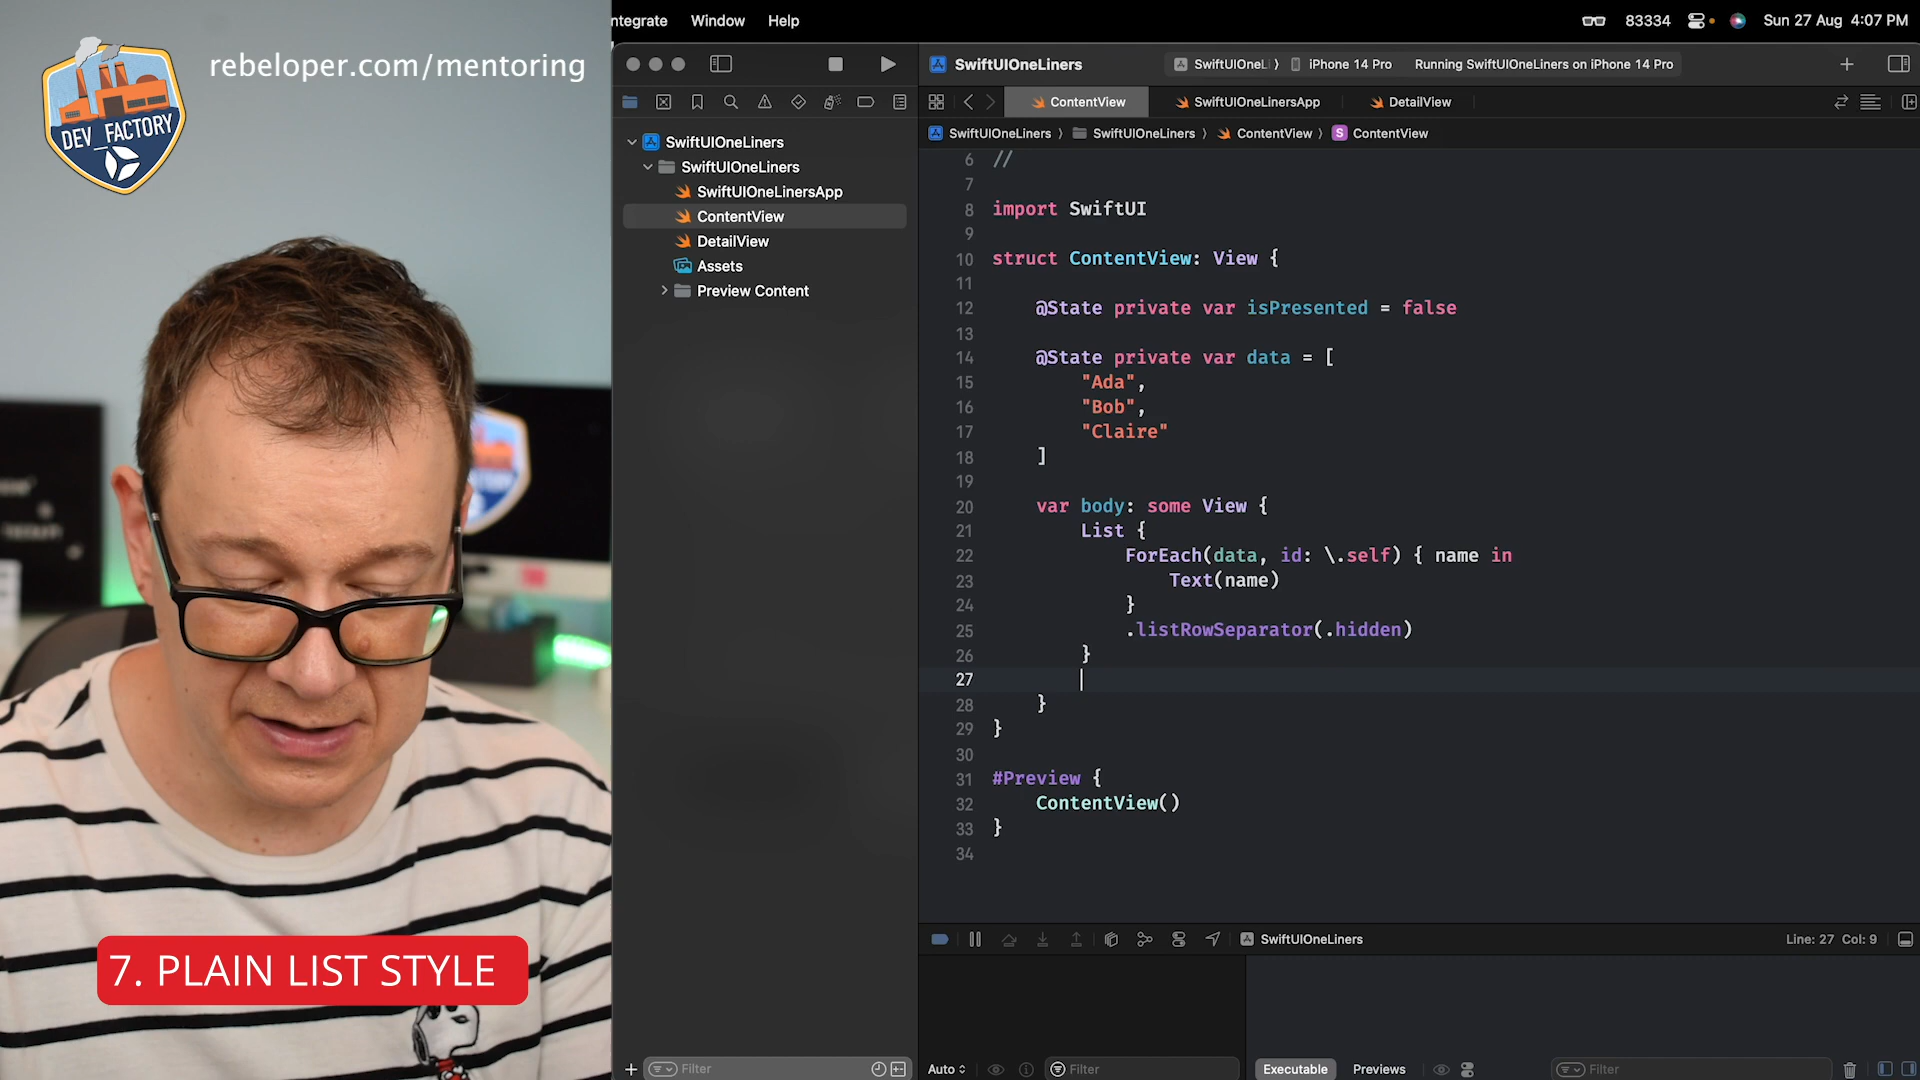 DEV_FACTORY
rebeloper.com/mentoring
7. PLAIN LIST STYLE
ntegrate Window Help
83334 Sun 27 Aug 4:07 PM
SwiftUIOneLiners
SwiftUIOneLi
iPhone 14 Pro
Running SwiftUIOneLiners on iPhone 14 Pro
ContentView
SwiftUIOneLinersApp
DetailView
SwiftUIOneLiners
SwiftUIOneLiners
ContentView
ContentView
SwiftUIOneLiners
SwiftUIOneLiners
SwiftUIOneLinersApp
ContentView
DetailView
Assets
Preview Content
6 //
7
8 import SwiftUI
9
10 struct ContentView: View {
11
12 @State private var isPresented = false
13
14 @State private var data = [
15 "Ada",
16 "Bob",
17 "Claire"
18 ]
19
20 var body: some View {
21 List {
22 ForEach(data, id: \.self) { name in
23 Text(name)
24 }
25 .listRowSeparator(.hidden)
26 }
27
28 }
29 }
30
31 #Preview {
32 ContentView()
33 }
34
SwiftUIOneLiners
Line: 27 Col: 9
Filter
Auto
Filter
Executable
Previews
Filter